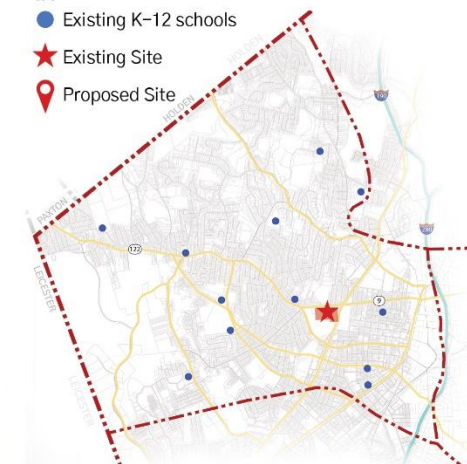 Existing K-12 schools
Existing Site
Proposed Site
HOLDEN
HOLDEN
PAXTON
LEICESTER
LEICESTER
122
9
190
290